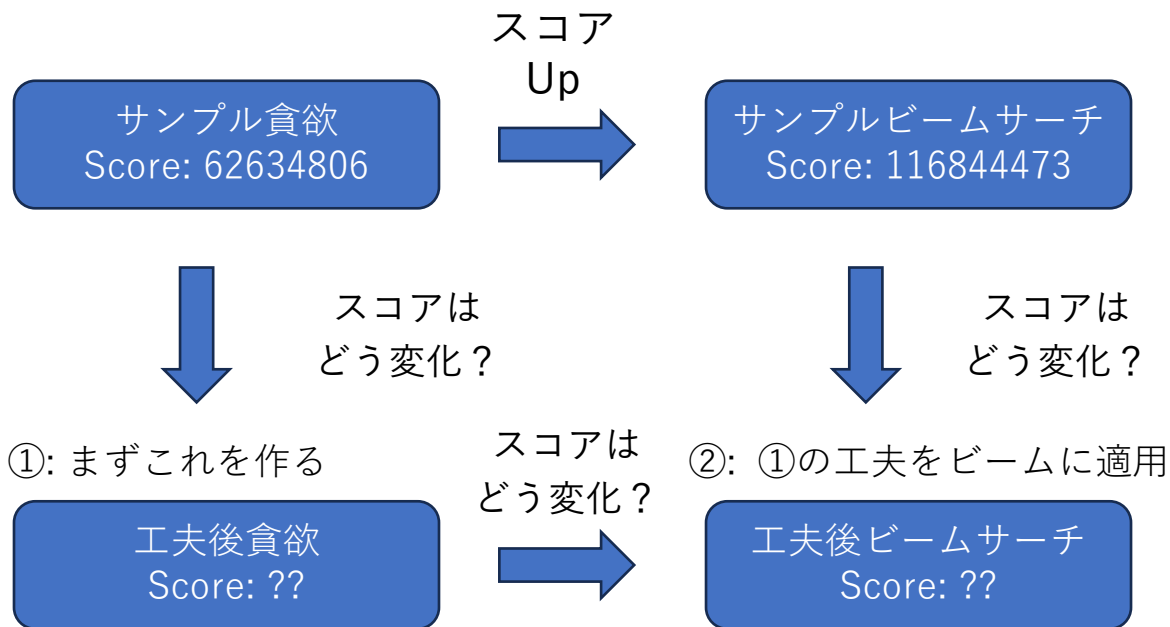 スコア
Up
サンプル貪欲
Score: 62634806
サンプルビームサーチ
Score: 116844473
スコアは
どう変化？
スコアは
どう変化？
①: まずこれを作る
スコアは
どう変化？
②: ①の工夫をビームに適用
工夫後貪欲
Score: ??
工夫後ビームサーチ
Score: ??